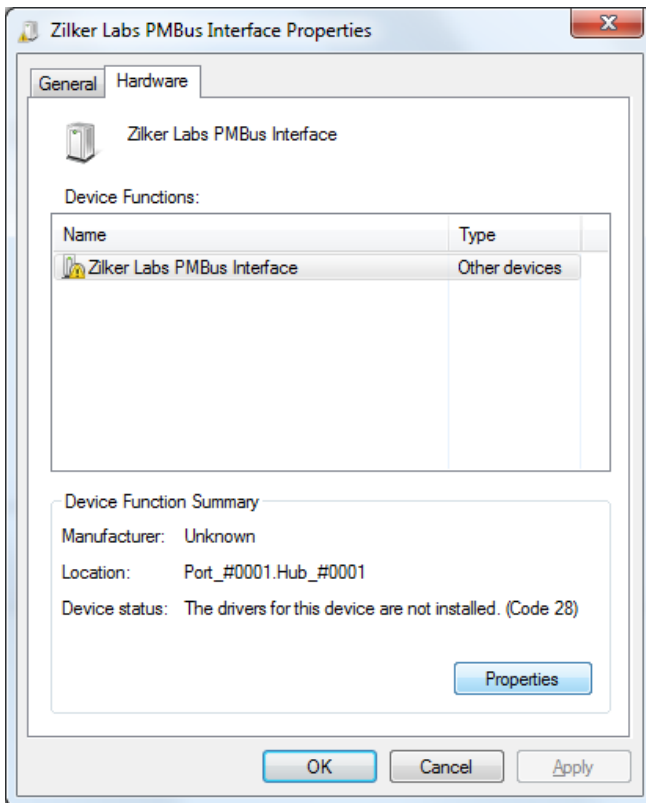 Zilker Labs PMBus Interface Properties
General Hardware
Zilker Labs PMBus Interface
Device Functions:
Name Type
Zilker Labs PMBus Interface Other devices
Device Function Summary
Manufacturer: Unknown
Location: Port_#0001.Hub_#0001
Device status: The drivers for this device are not installed. (Code 28)
Properties
OK Cancel Apply